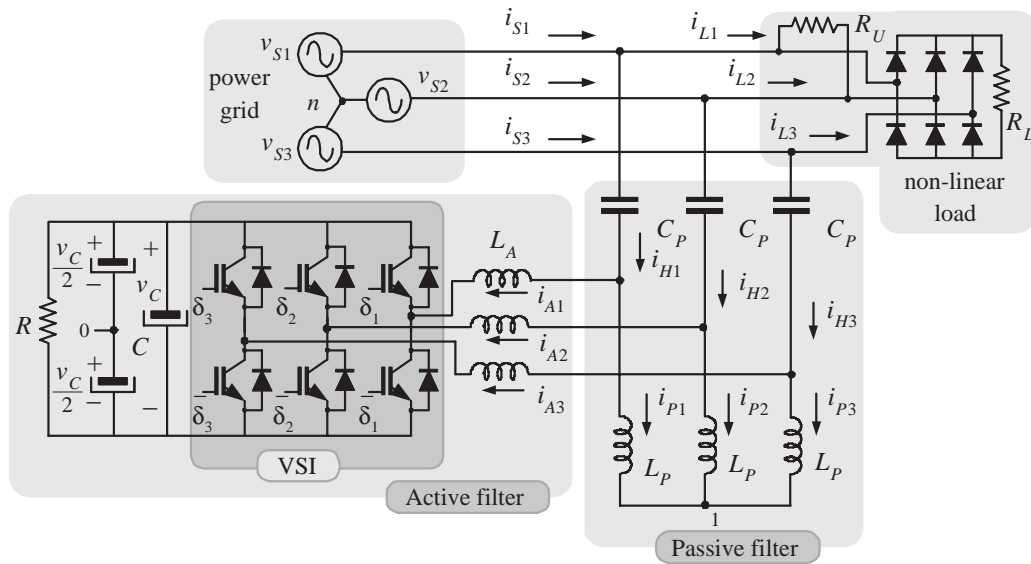 i_S1
i_L1
R_U
v_S1
power
grid
n
v_S2
i_S2
i_L2
v_S3
i_S3
i_L3
R_L
non-linear
load
C_P
C_P
C_P
L_A
i_H1
i_H2
i_H3
i_A1
i_A2
i_A3
R
v_C/2
+
−
0
v_C/2
+
−
v_C
+
−
C
δ_3
δ_2
δ_1
δ̄_3
δ̄_2
δ̄_1
VSI
Active filter
i_P1
i_P2
i_P3
L_P
L_P
L_P
1
Passive filter